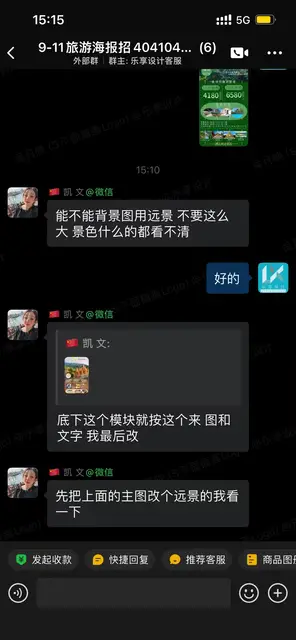 15:15
5G
9-11旅游海报招 404104... (6)
外部群 | 群主: 乐享设计客服
4180
6580
15:10
凯 文@微信
能不能背景图用远景 不要这么
大 景色什么的都看不清
好的
凯 文@微信
凯 文:
底下这个模块就按这个来 图和
文字 我最后改
凯 文@微信
先把上面的主图改个远景的我看
一下
发起收款
快捷回复
推荐客服
商品图册